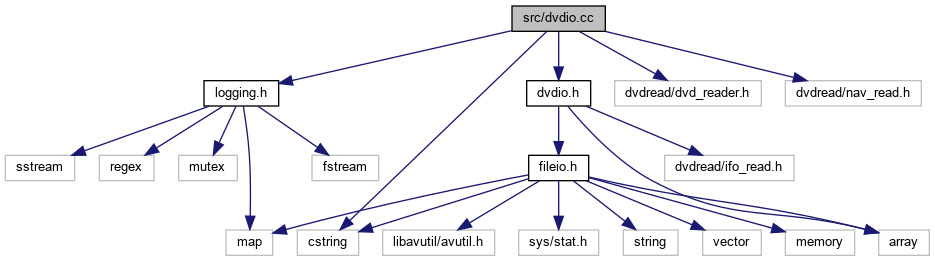 src/dvdio.cc
logging.h
dvdio.h
dvdread/dvd_reader.h
dvdread/nav_read.h
sstream
regex
mutex
fstream
fileio.h
dvdread/ifo_read.h
map
cstring
libavutil/avutil.h
sys/stat.h
string
vector
memory
array